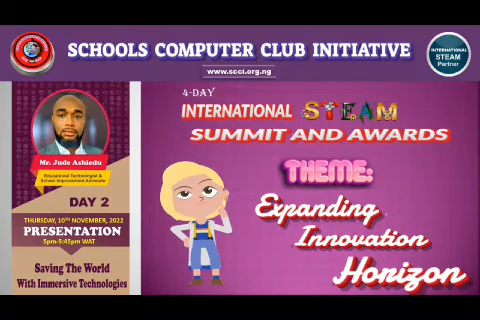 SCHOOLS COMPUTER CLUB INITIATIVE
www.scci.org.ng
INTERNATIONAL
STEAM
Partner
4-DAY
INTERNATIONAL STEAM
SUMMIT AND AWARDS
THEME:
Expanding
Innovation
Horizon
Mr. Jude Ashiedu
Educational Technologist &
School Improvement Advocate
DAY 2
THURSDAY, 10TH NOVEMBER, 2022
PRESENTATION
5pm-5:45pm WAT
Saving The World
With Immersive Technologies